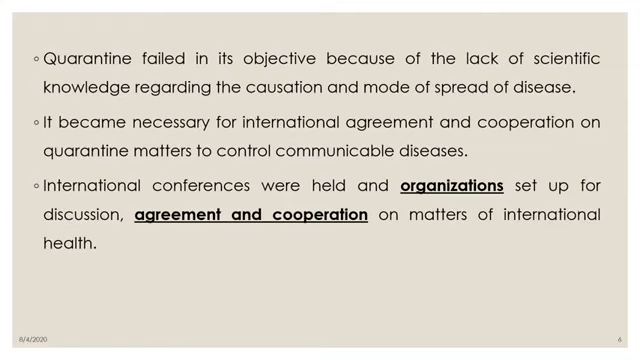 ◦ Quarantine failed in its objective because of the lack of scientific
knowledge regarding the causation and mode of spread of disease.
◦ It became necessary for international agreement and cooperation on
quarantine matters to control communicable diseases.
◦ International conferences were held and organizations set up for
discussion, agreement and cooperation on matters of international
health.
8/4/2020
6